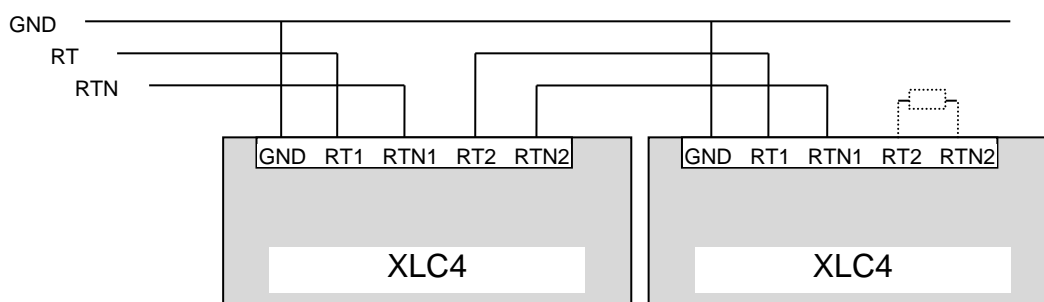 GND
RT
RTN
GND RT1 RTN1 RT2 RTN2
GND RT1 RTN1 RT2 RTN2
XLC4
XLC4